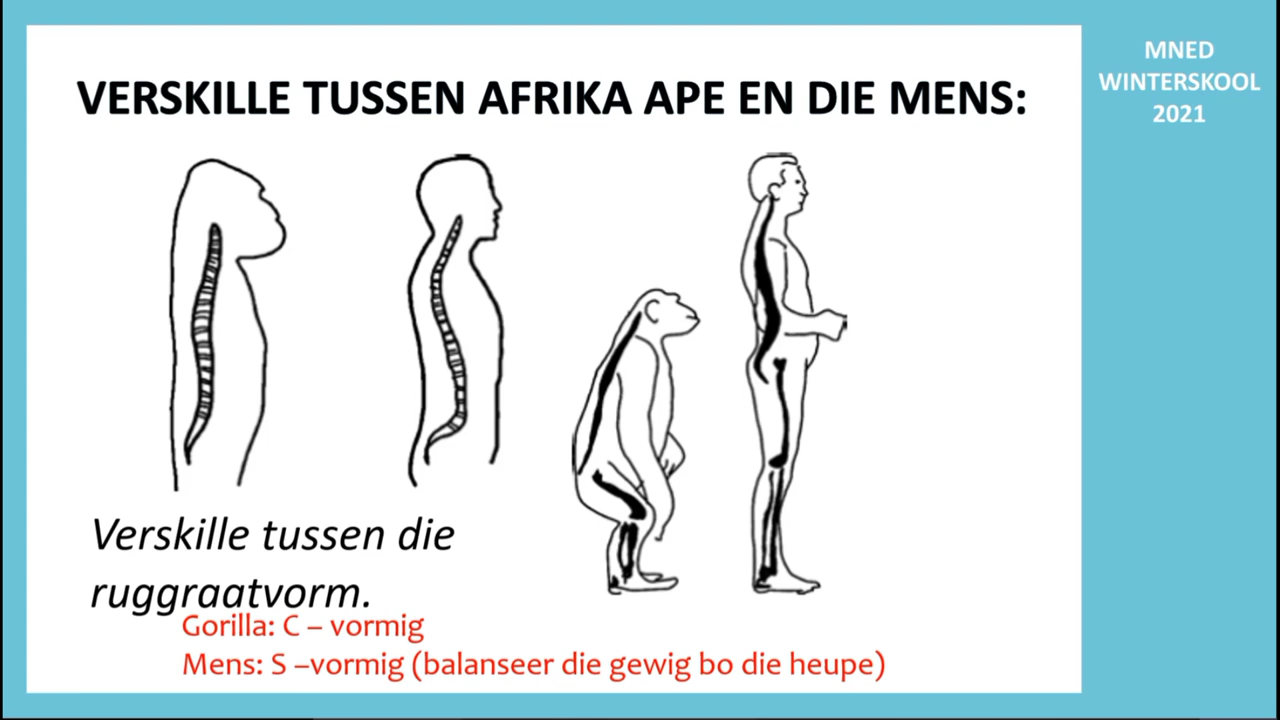 VERSKILLE TUSSEN AFRIKA APE EN DIE MENS:
MNED
WINTERSKOOL
2021
Verskille tussen die
ruggraatvorm.
Gorilla: C – vormig
Mens: S –vormig (balanseer die gewig bo die heupe)